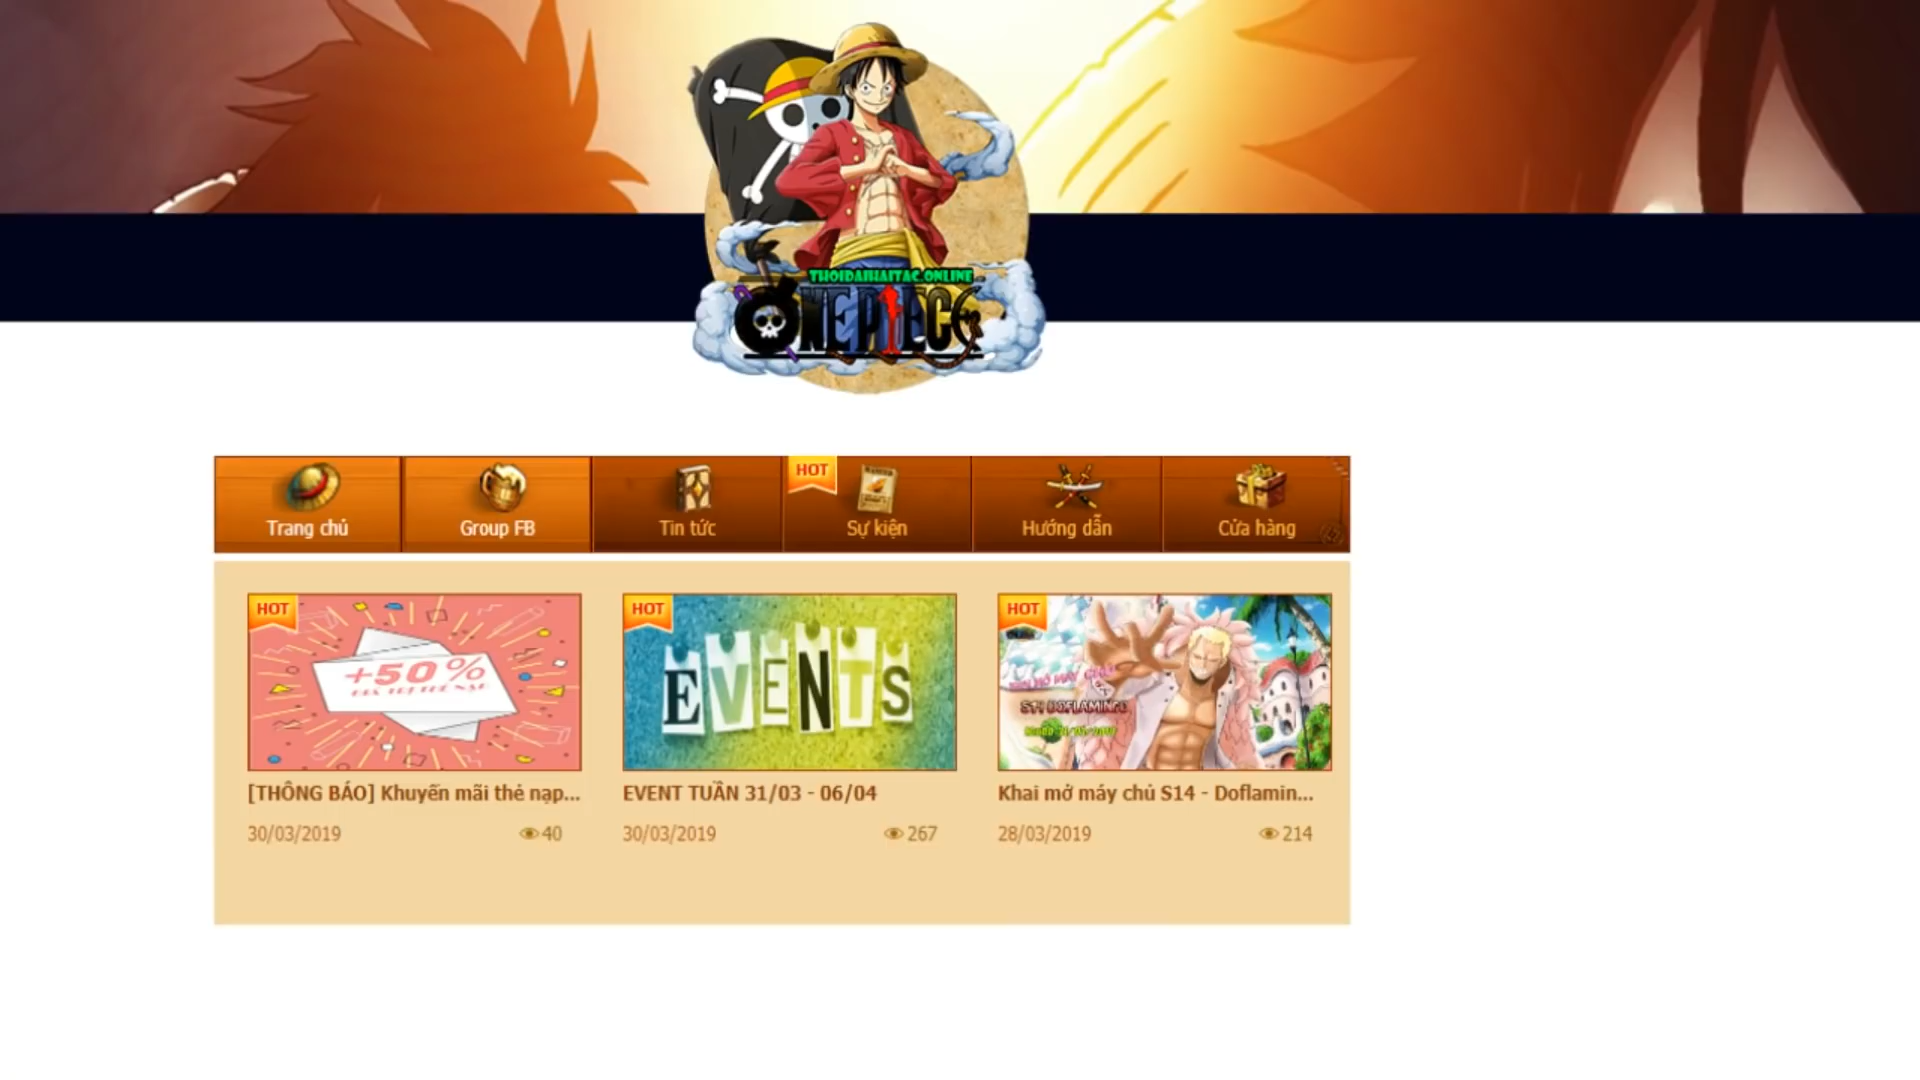 THOIDAIHAITAC.ONLINE
ONE PIECE
Trang chủ
Group FB
Tin tức
HOT
Sự kiện
Hướng dẫn
Cửa hàng
HOT
+50%
HOT
EVENTS
HOT
S14 DOFLAMINGO
[THÔNG BÁO] Khuyến mãi thẻ nạp...
30/03/2019
40
EVENT TUẦN 31/03 - 06/04
30/03/2019
267
Khai mở máy chủ S14 - Doflamin...
28/03/2019
214